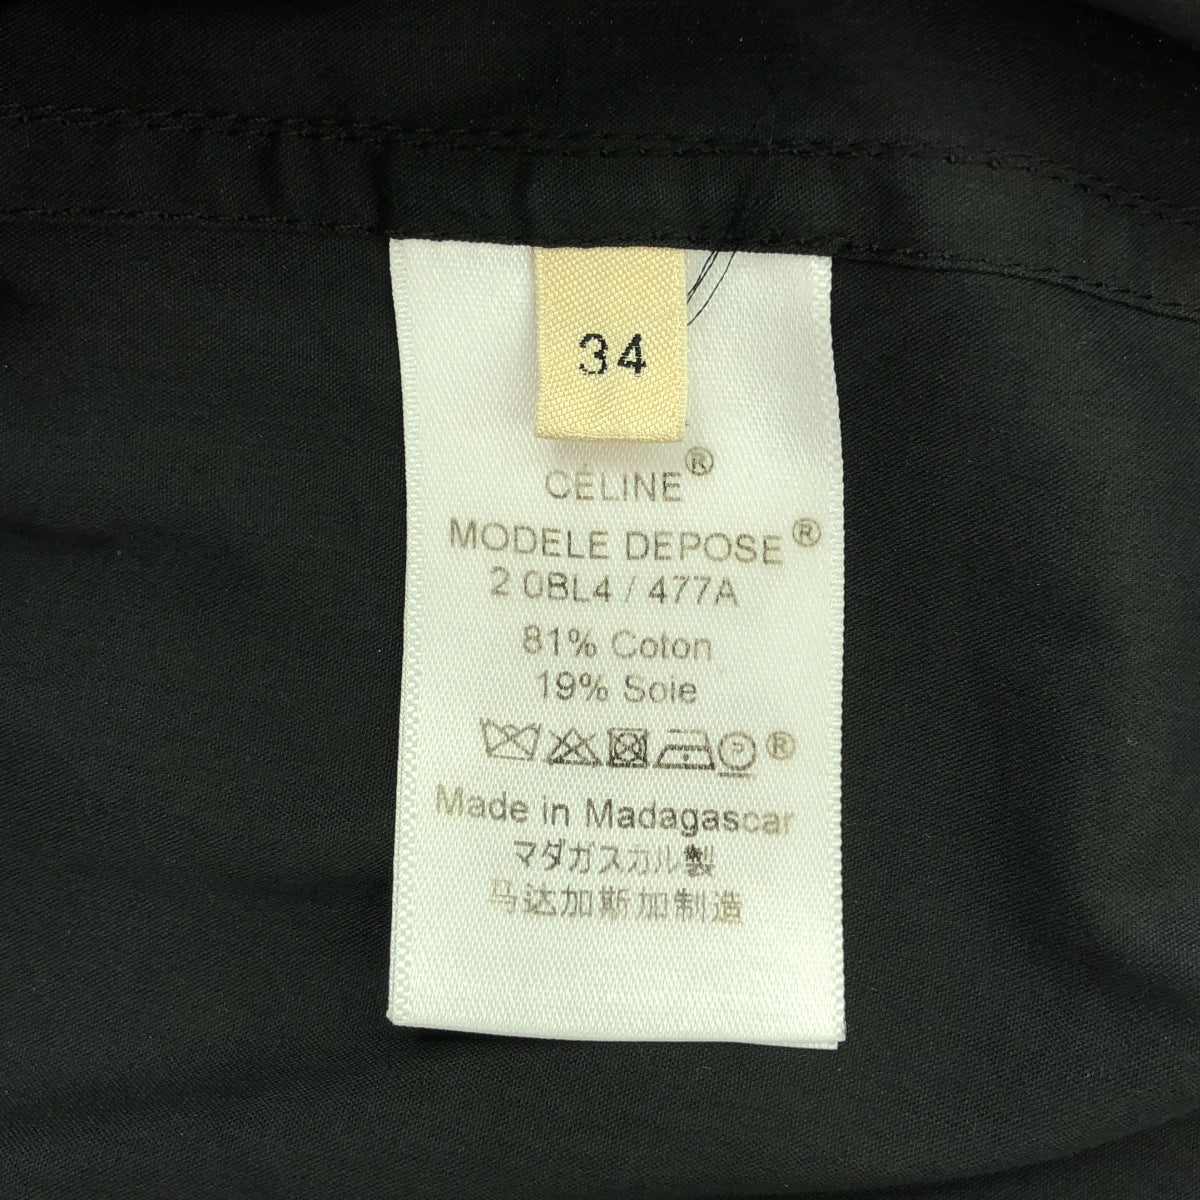 34
CÉLINE®
MODELE DEPOSE®
2 0BL4 / 477A
81% Coton
19% Soie
P ®
Made in Madagascar
マダガスカル製
马达加斯加制造